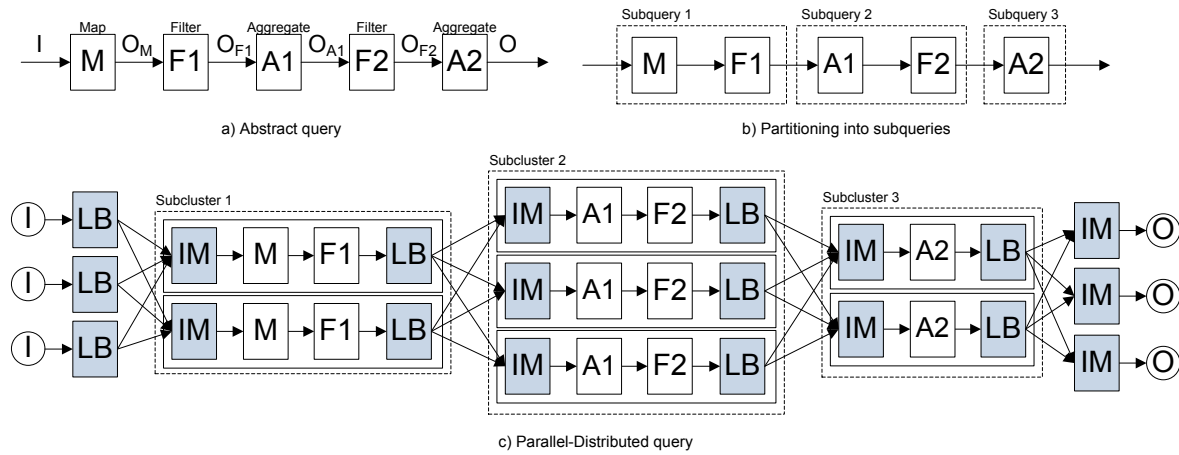 Map Filter Aggregate Filter Aggregate
I O_M O_F1 O_A1 O_F2 O
M F1 A1 F2 A2
a) Abstract query
Subquery 1 Subquery 2 Subquery 3
M F1 A1 F2 A2
b) Partitioning into subqueries
Subcluster 1
Subcluster 2
Subcluster 3
I LB
I LB
I LB
IM M F1 LB
IM M F1 LB
IM A1 F2 LB
IM A1 F2 LB
IM A1 F2 LB
IM A2 LB
IM A2 LB
IM O
IM O
IM O
c) Parallel-Distributed query